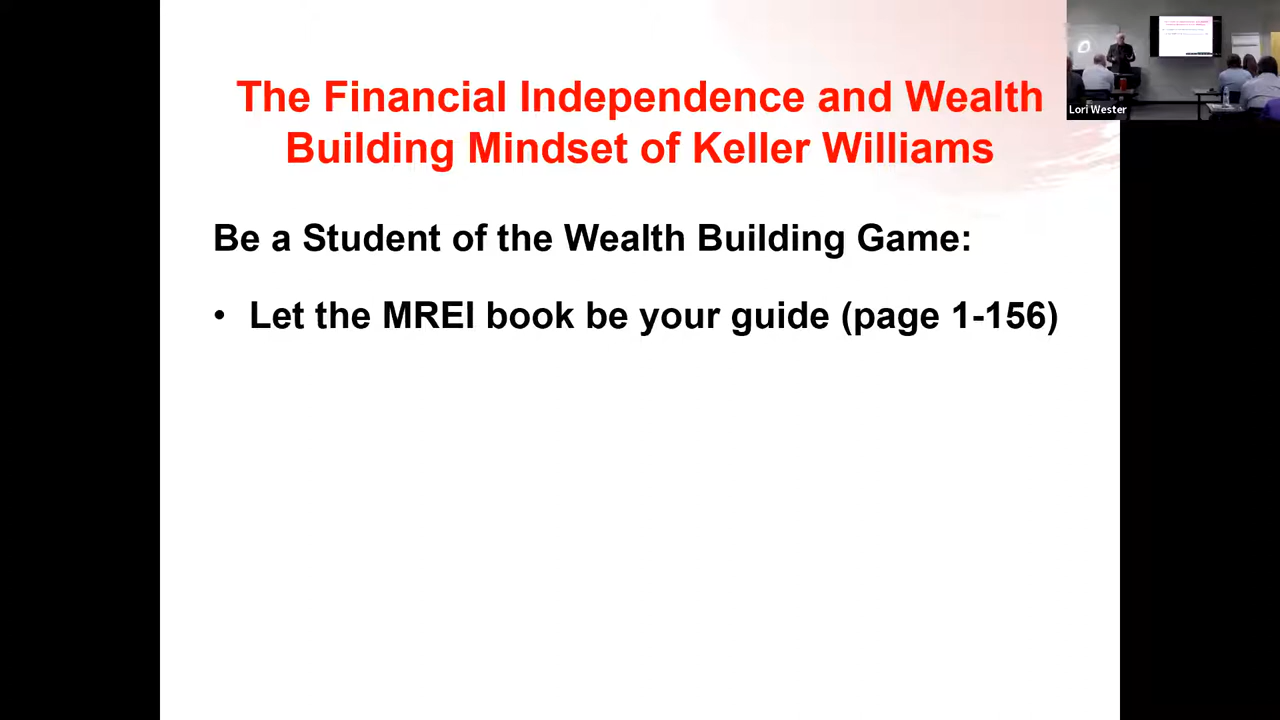 The Financial Independence and Wealth
Building Mindset of Keller Williams
Lori Wester
Be a Student of the Wealth Building Game:
• Let the MREI book be your guide (page 1-156)